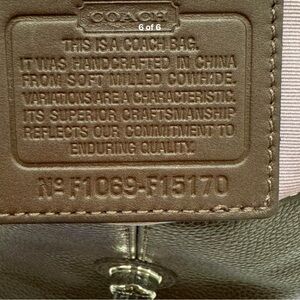 COACH
6 of 6
THIS IS A COACH BAG.
IT WAS HANDCRAFTED IN CHINA
FROM SOFT MILLED COWHIDE.
VARIATIONS ARE A CHARACTERISTIC.
ITS SUPERIOR CRAFTSMANSHIP
REFLECTS OUR COMMITMENT TO
ENDURING QUALITY.
Nº F1069-F15170